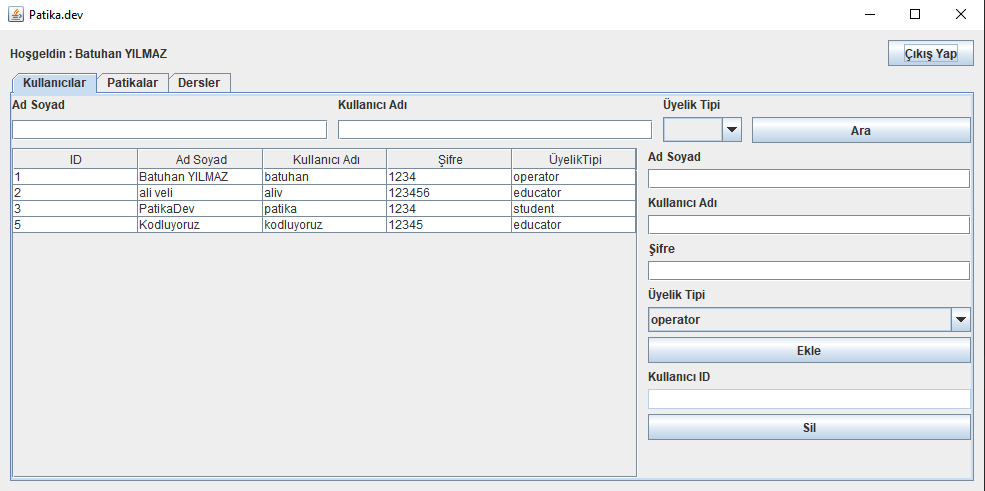 Patika.dev
Hoşgeldin : Batuhan YILMAZ
Çıkış Yap
Kullanıcılar Patikalar Dersler
Ad Soyad Kullanıcı Adı Üyelik Tipi
Ara
ID Ad Soyad Kullanıcı Adı Şifre ÜyelikTipi
1 Batuhan YILMAZ batuhan 1234 operator
2 ali veli aliv 123456 educator
3 PatikaDev patika 1234 student
5 Kodluyoruz kodluyoruz 12345 educator
Ad Soyad
Kullanıcı Adı
Şifre
Üyelik Tipi
operator
Ekle
Kullanıcı ID
Sil